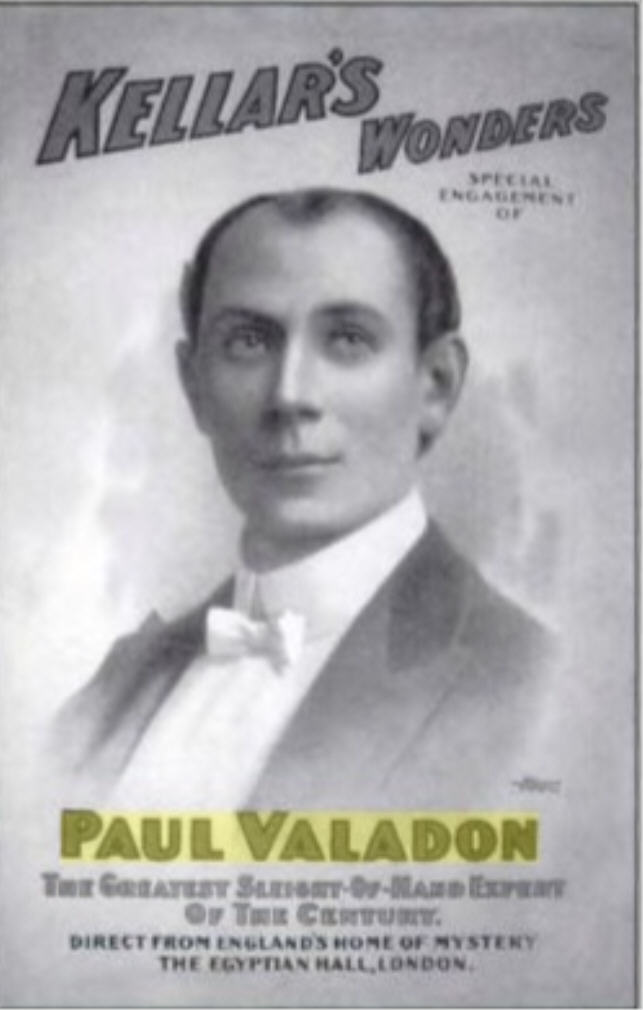 KELLAR'S
WONDERS
SPECIAL
ENGAGEMENT
OF
PAUL VALADON
THE GREATEST SLEIGHT-OF-HAND EXPERT
OF THE CENTURY.
DIRECT FROM ENGLAND'S HOME OF MYSTERY
THE EGYPTIAN HALL, LONDON.